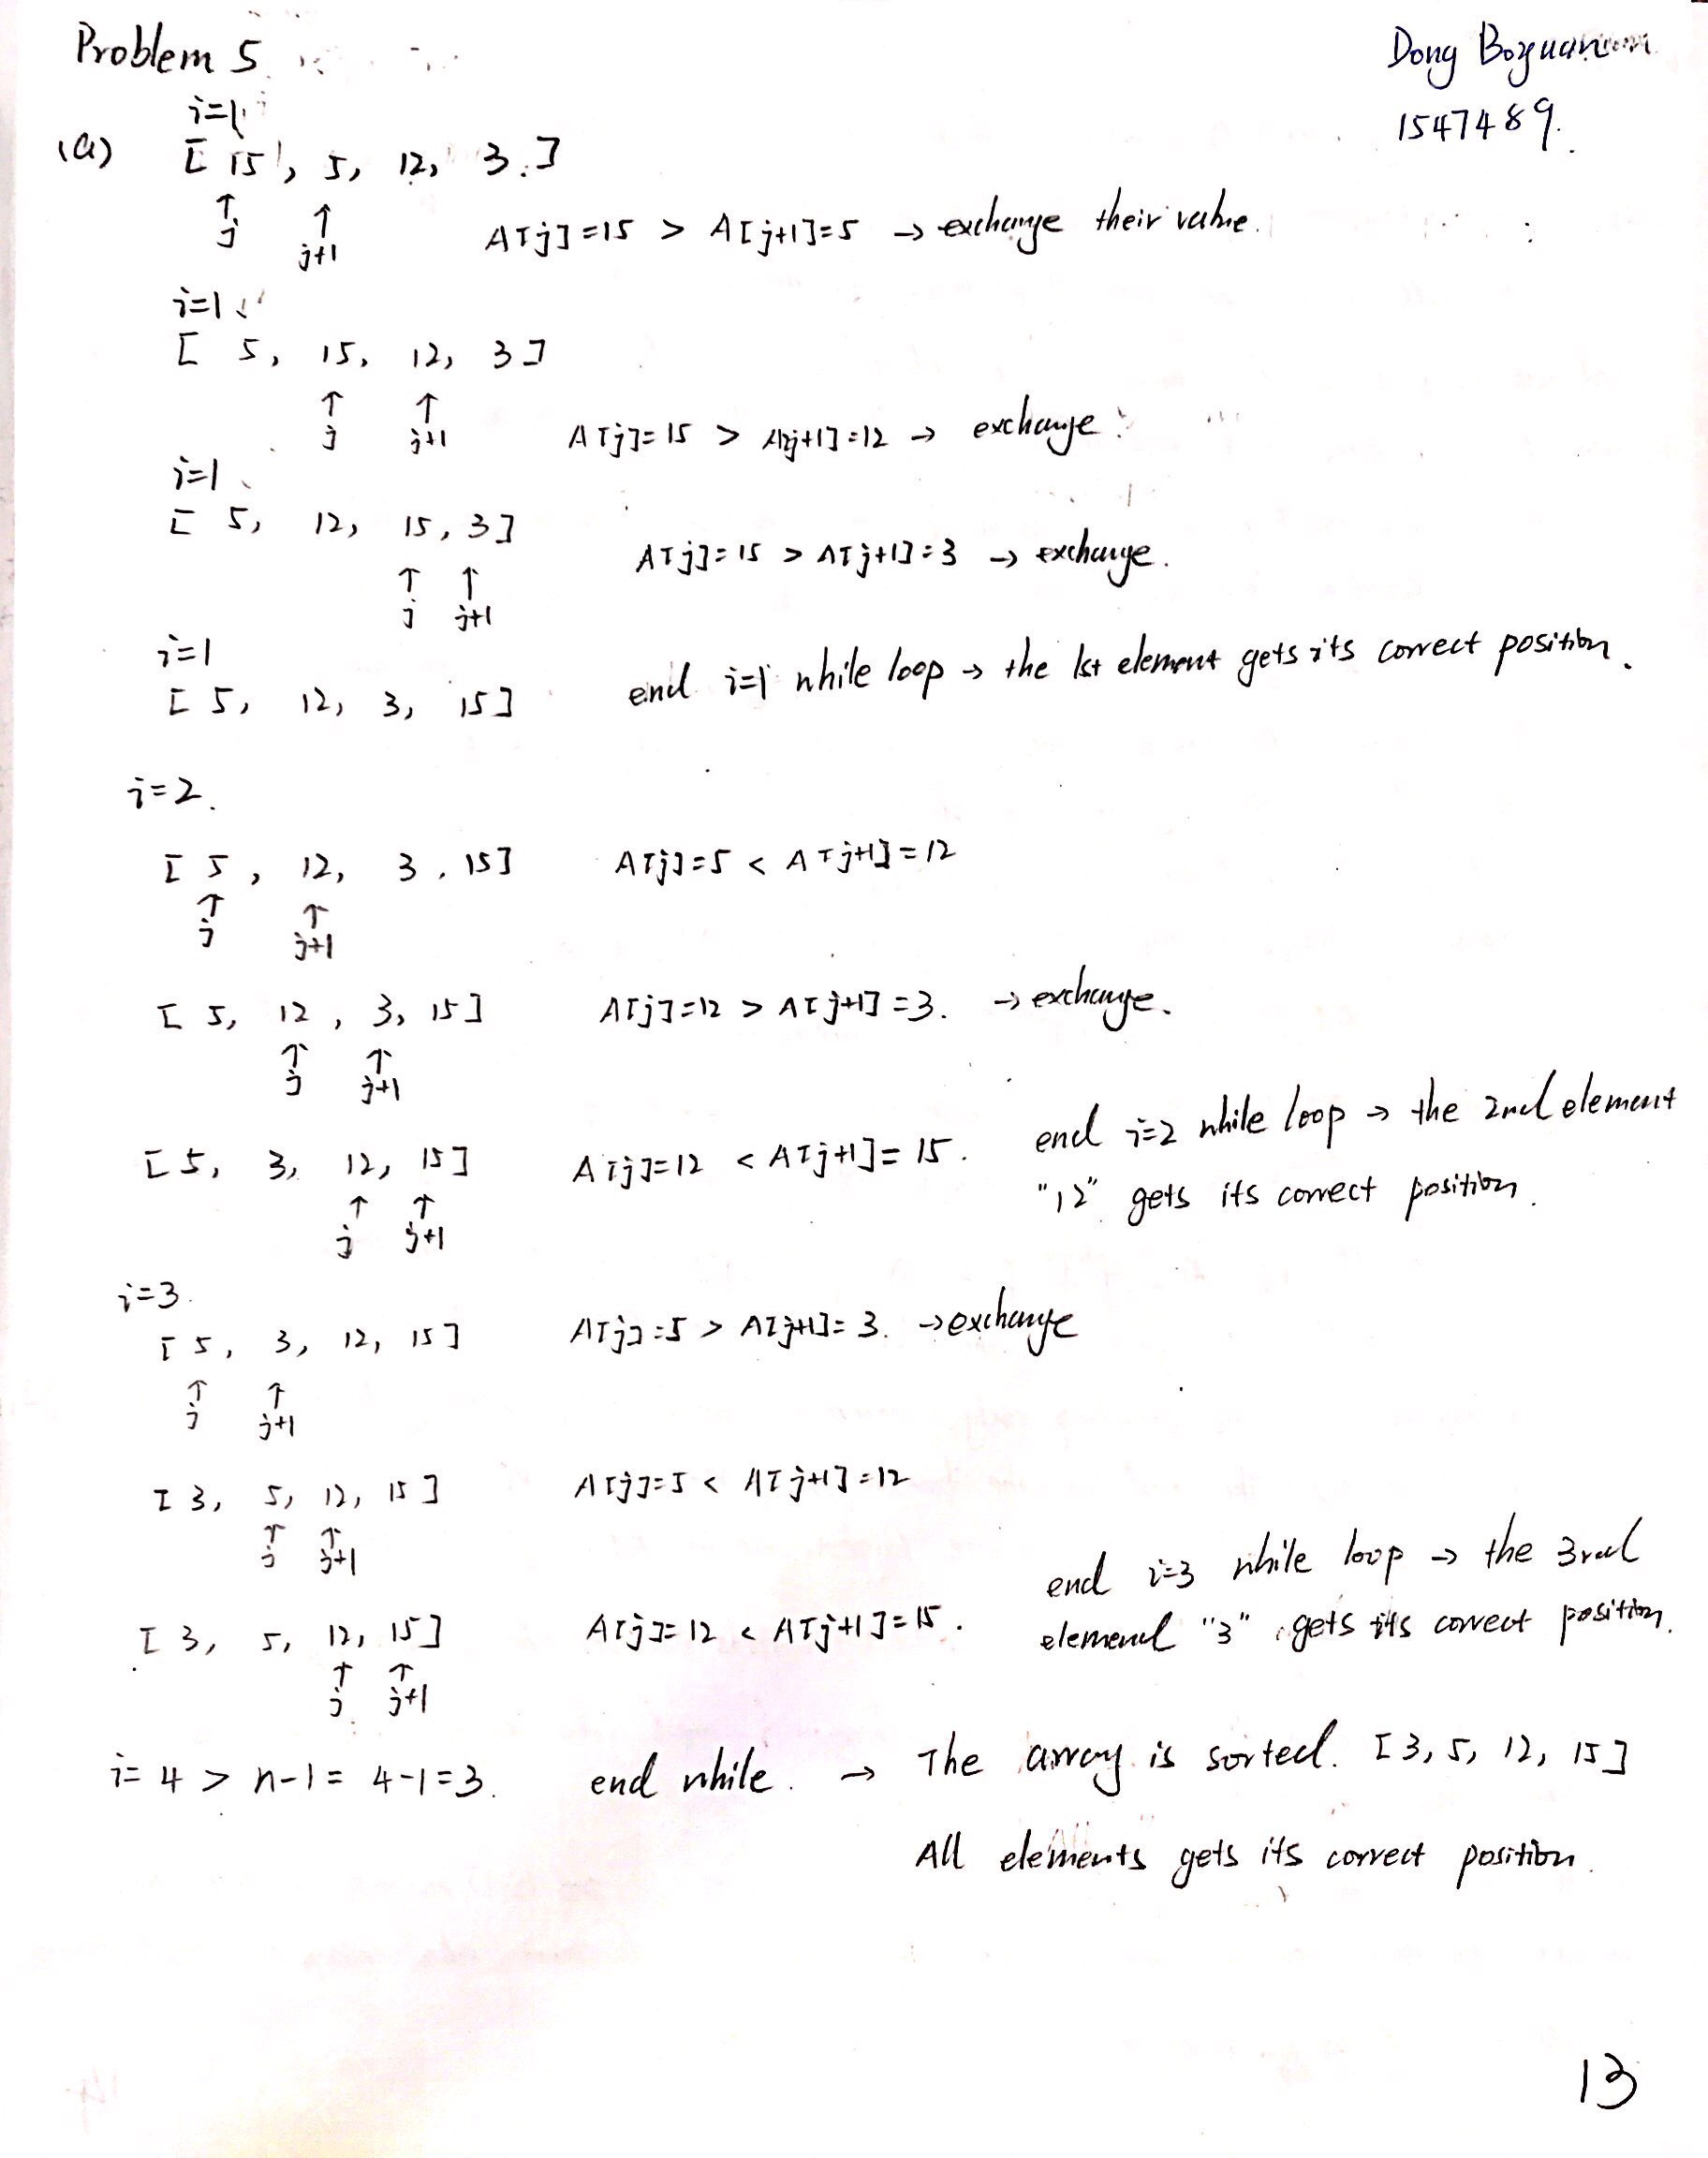 Problem 5
Dong Boyuan
1547489.
i=1
(a) [ 15, 5, 12, 3. ]
↑ ↑
j j+1
A[j]=15 > A[j+1]=5 → exchange their value.
i=1
[ 5, 15, 12, 3 ]
↑ ↑
j j+1 A[j]=15 > A[j+1]=12 → exchange
i=1
[ 5, 12, 15, 3 ]
A[j]=15 > A[j+1]=3 → exchange.
↑ ↑
j j+1
i=1
[ 5, 12, 3, 15 ] end i=1 while loop → the 1st element gets its correct position.
i=2.
[ 5, 12, 3, 15] A[j]=5 < A[j+1]=12
↑ ↑
j j+1
[ 5, 12, 3, 15 ] A[j]=12 > A[j+1]=3. → exchange.
↑ ↑
j j+1
[ 5, 3, 12, 15 ] A[j]=12 < A[j+1]=15. end i=2 while loop → the 2nd element
"12" gets its correct position.
↑ ↑
j j+1
i=3.
[ 5, 3, 12, 15 ] A[j]=5 > A[j+1]=3. → exchange
↑ ↑
j j+1
[ 3, 5, 12, 15 ] A[j]=5 < A[j+1]=12
↑ ↑
j j+1
[ 3, 5, 12, 15 ] A[j]=12 < A[j+1]=15. end i=3 while loop → the 3rd
elemend "3" gets its correct position.
↑ ↑
j j+1
i=4 > n-1=4-1=3. end while. → The array is sorted. [ 3, 5, 12, 15 ]
All elements gets its correct position.
13